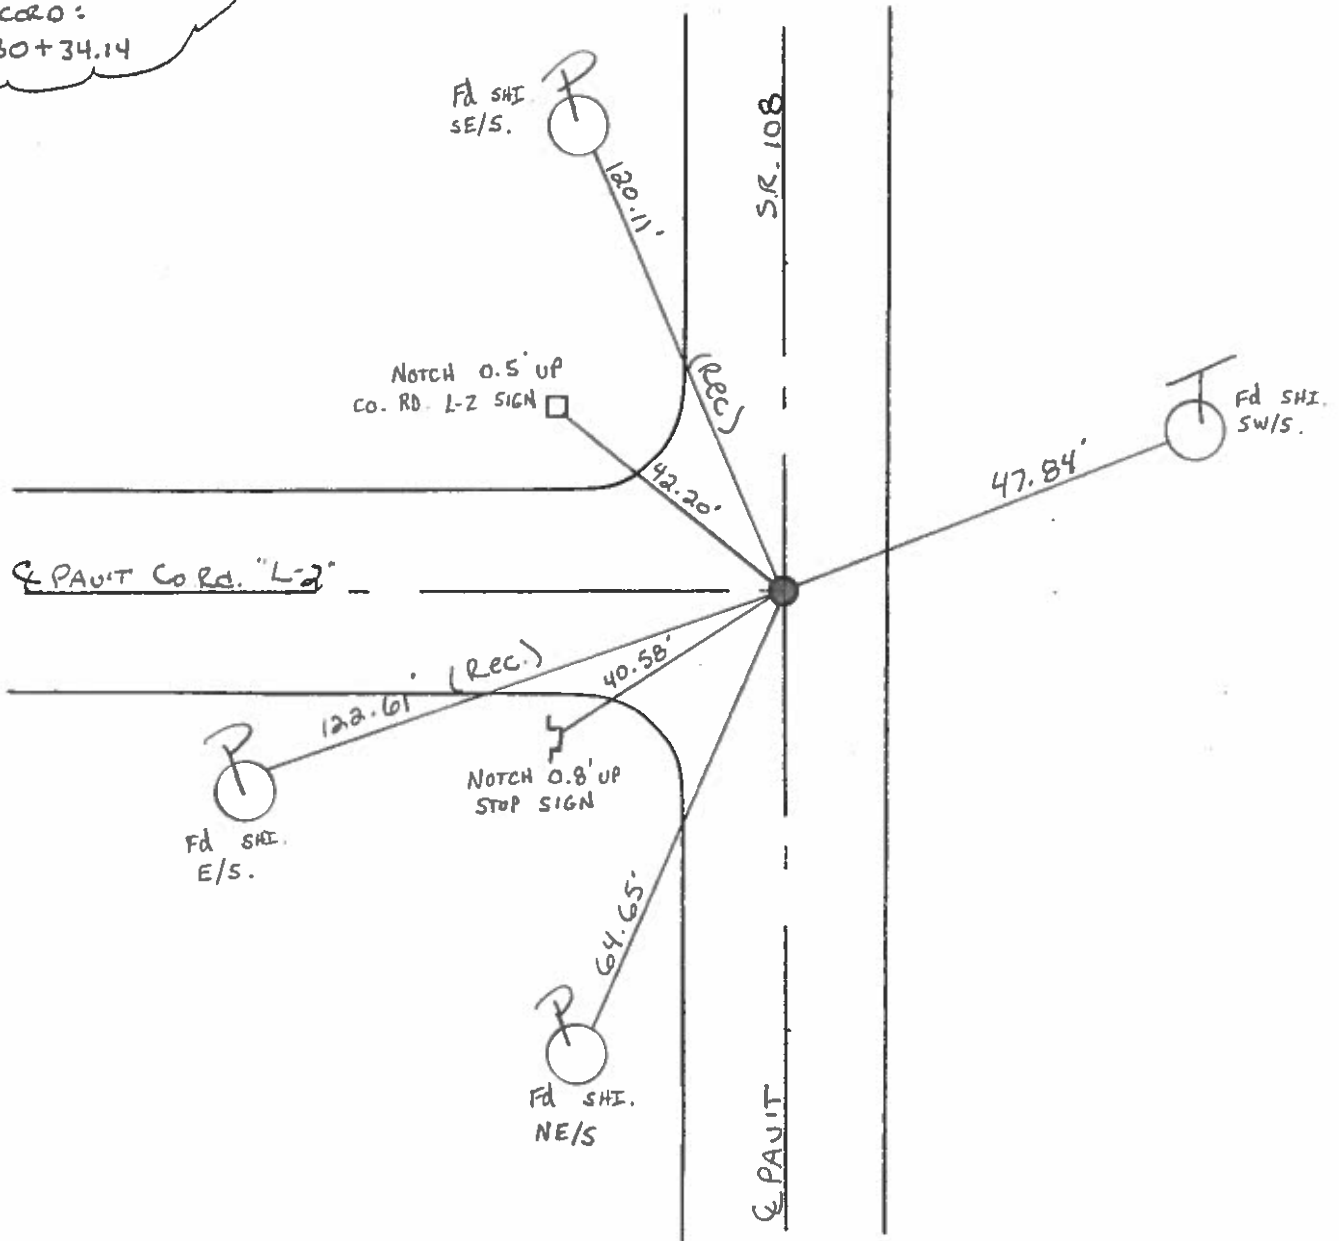 CORD:
30+34.14
Fd SHI
SE/S.
120.11'
(REC)
S.R. 108
NOTCH 0.5' UP
CO. RD. L-2 SIGN
42.20'
47.84'
Fd SHI.
SW/S.
℄ PAV'T Co Rd. "L-2"
(Rec.)
122.61'
40.58'
NOTCH 0.8' UP
STOP SIGN
Fd SHI.
E/S.
64.65'
Fd SHI.
NE/S
℄ PAV'T